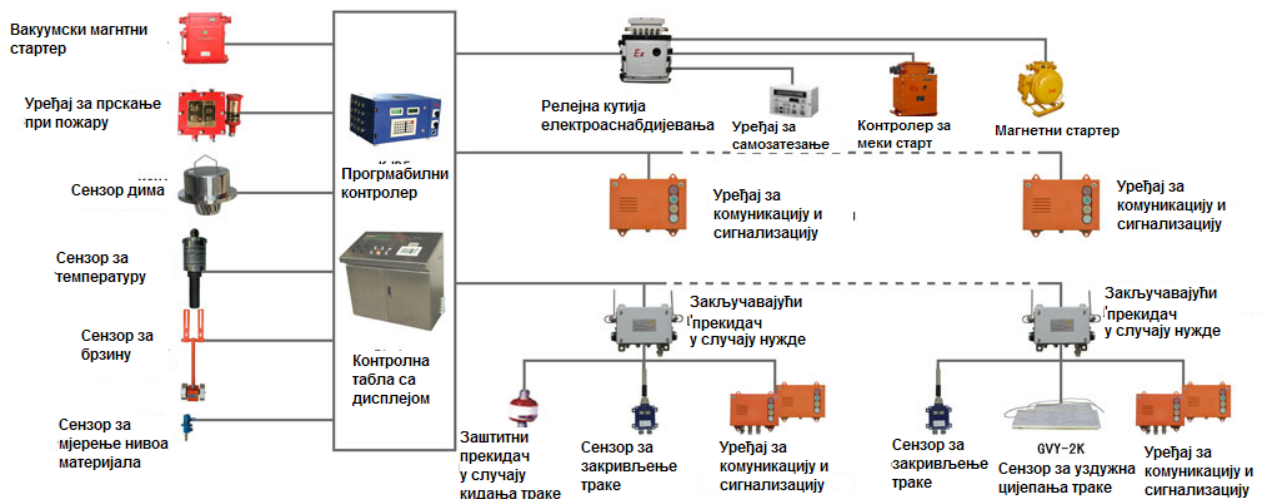 Вакуумски магнтни
стартер
Уређај за прскање
при пожару
Сензор дима
Сензор за
температуру
Сензор за
брзину
Сензор за
мјерење нивоа
материјала
Прогрмабилни
контролер
Контролна
табла са
дисплејом
Ex
Релејна кутија
електроаснабдијевања
Уређај за
самозатезање
Контролер за
меки старт
Магнетни стартер
Уређај за
комуникацију и
сигнализацију
Уређај за
комуникацију и
сигнализацију
Закључавајући
прекидач
у случају нужде
Закључавајући
прекидач
у случају нужде
Заштитни
прекидач
у случају
кидања траке
Сензор за
закривљење
траке
Уређај за
комуникацију и
сигнализацију
Сензор за
закривљење
траке
GVY-2K
Сензор за уздужна
цијепања траке
Уређај за
комуникацију и
сигнализацију